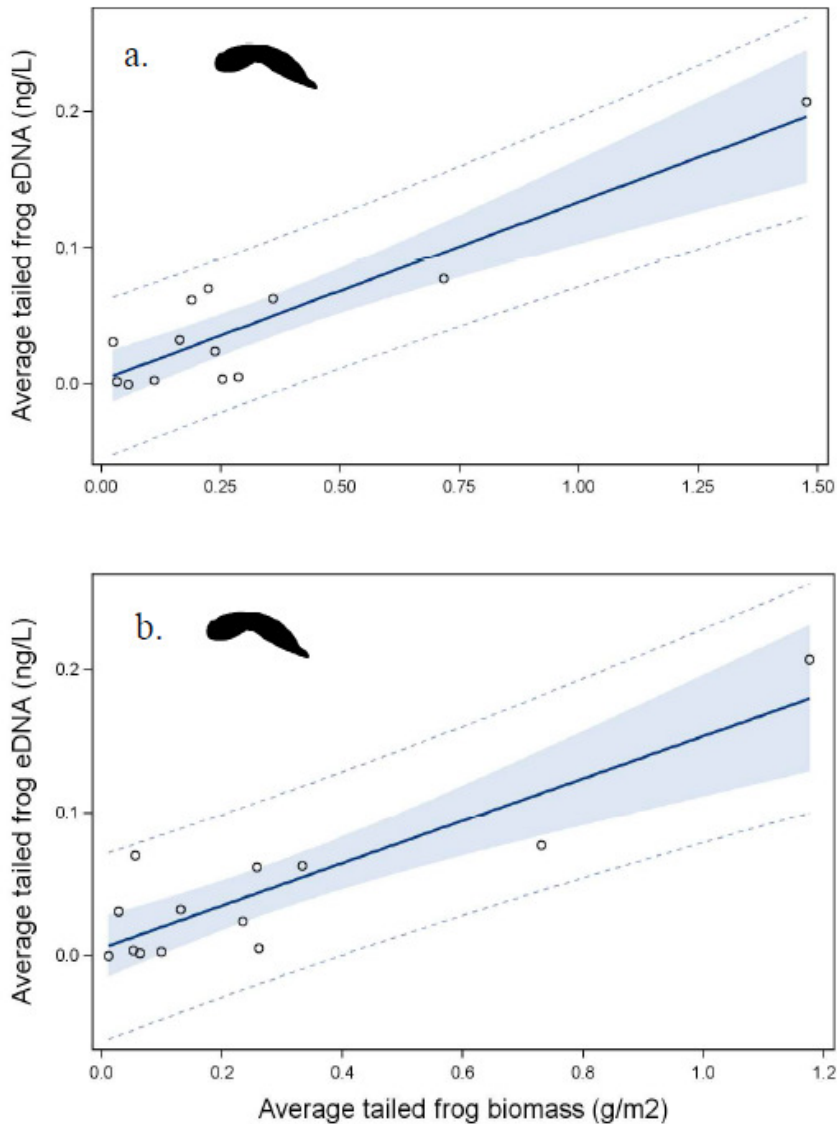 a.
Average tailed frog eDNA (ng/L)
0.2
0.1
0.0
0.00 0.25 0.50 0.75 1.00 1.25 1.50
b.
Average tailed frog eDNA (ng/L)
0.2
0.1
0.0
0.0 0.2 0.4 0.6 0.8 1.0 1.2
Average tailed frog biomass (g/m2)